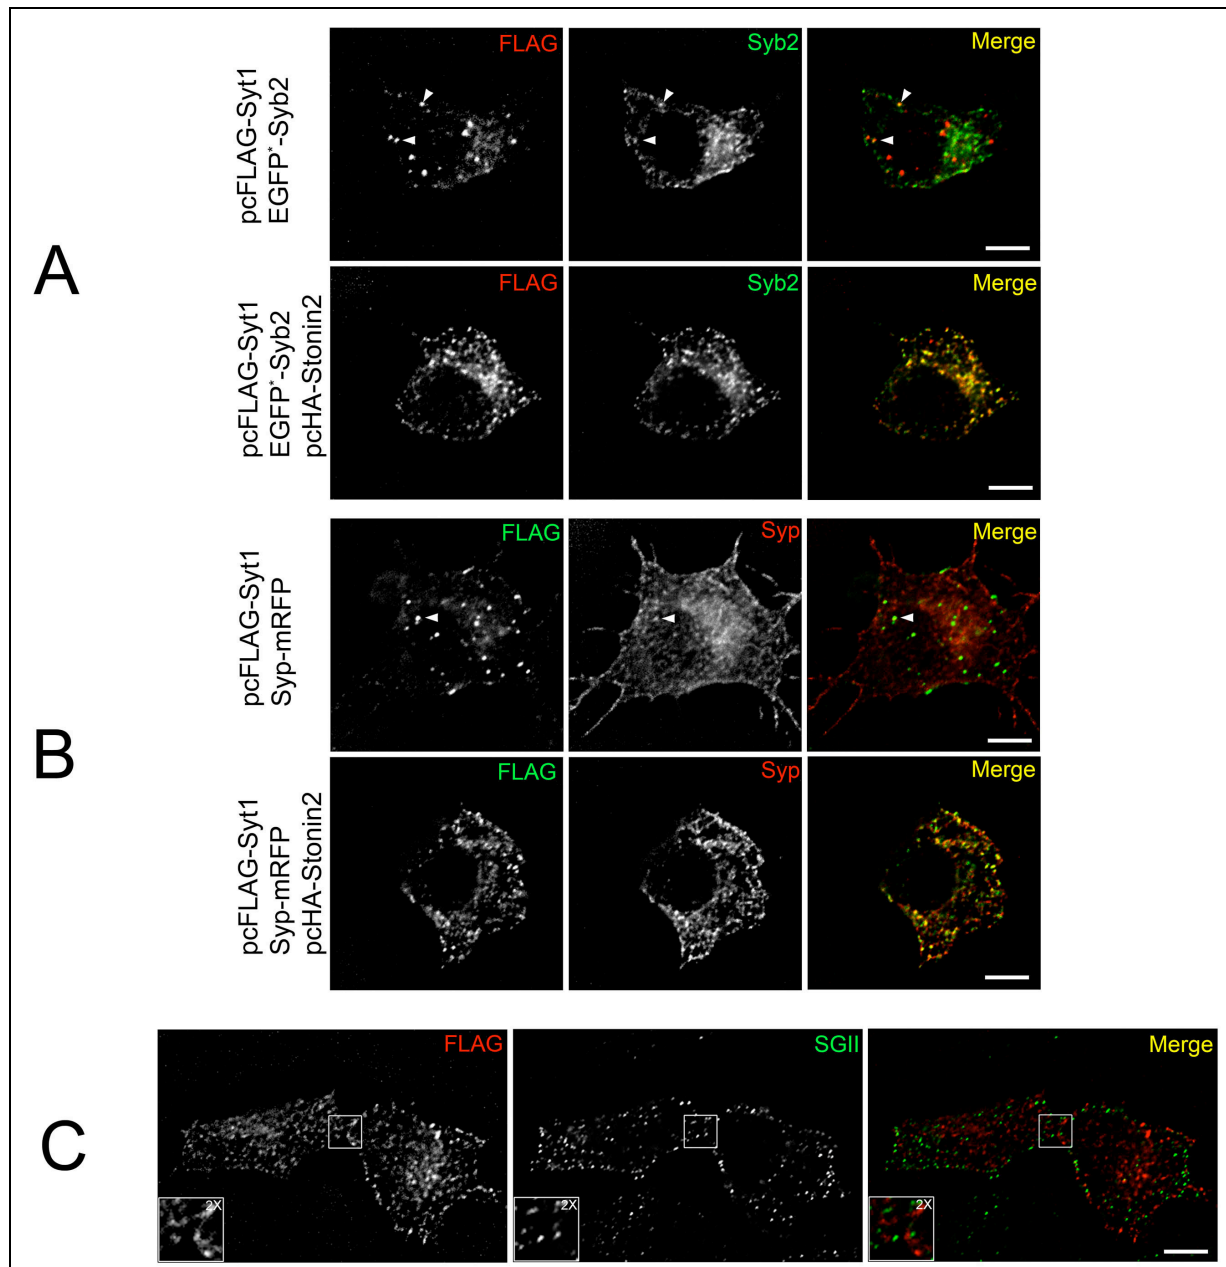 A
pcFLAG-Syt1
EGFP*-Syb2
FLAG
Syb2
Merge
pcFLAG-Syt1
EGFP*-Syb2
pcHA-Stonin2
FLAG
Syb2
Merge
B
pcFLAG-Syt1
Syp-mRFP
FLAG
Syp
Merge
pcFLAG-Syt1
Syp-mRFP
pcHA-Stonin2
FLAG
Syp
Merge
C
FLAG
SGII
Merge
2X
2X
2X